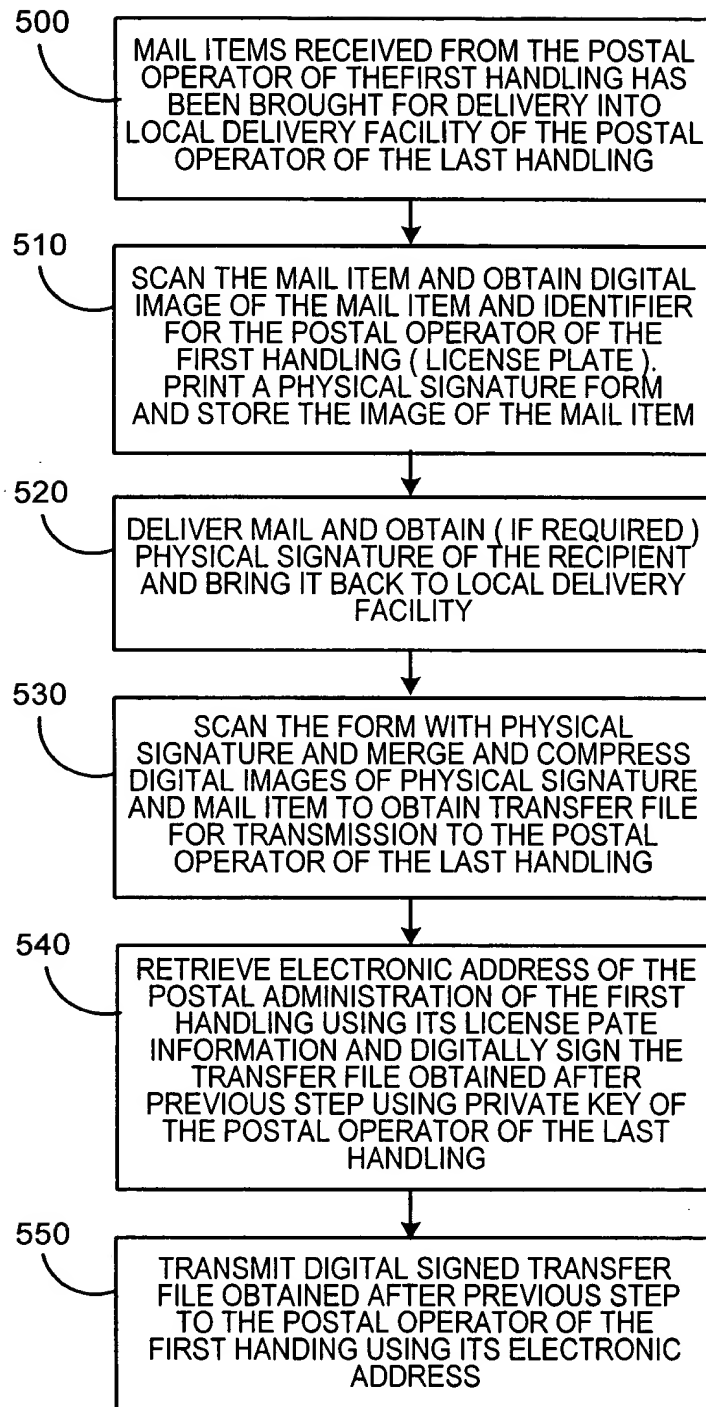 500
MAIL ITEMS RECEIVED FROM THE POSTAL
OPERATOR OF THEFIRST HANDLING HAS
BEEN BROUGHT FOR DELIVERY INTO
LOCAL DELIVERY FACILITY OF THE POSTAL
OPERATOR OF THE LAST HANDLING
510
SCAN THE MAIL ITEM AND OBTAIN DIGITAL
IMAGE OF THE MAIL ITEM AND IDENTIFIER
FOR THE POSTAL OPERATOR OF THE
FIRST HANDLING ( LICENSE PLATE ).
PRINT A PHYSICAL SIGNATURE FORM
AND STORE THE IMAGE OF THE MAIL ITEM
520
DELIVER MAIL AND OBTAIN ( IF REQUIRED )
PHYSICAL SIGNATURE OF THE RECIPIENT
AND BRING IT BACK TO LOCAL DELIVERY
FACILITY
530
SCAN THE FORM WITH PHYSICAL
SIGNATURE AND MERGE AND COMPRESS
DIGITAL IMAGES OF PHYSICAL SIGNATURE
AND MAIL ITEM TO OBTAIN TRANSFER FILE
FOR TRANSMISSION TO THE POSTAL
OPERATOR OF THE LAST HANDLING
540
RETRIEVE ELECTRONIC ADDRESS OF THE
POSTAL ADMINISTRATION OF THE FIRST
HANDLING USING ITS LICENSE PATE
INFORMATION AND DIGITALLY SIGN THE
TRANSFER FILE OBTAINED AFTER
PREVIOUS STEP USING PRIVATE KEY OF
THE POSTAL OPERATOR OF THE LAST
HANDLING
550
TRANSMIT DIGITAL SIGNED TRANSFER
FILE OBTAINED AFTER PREVIOUS STEP
TO THE POSTAL OPERATOR OF THE
FIRST HANDING USING ITS ELECTRONIC
ADDRESS